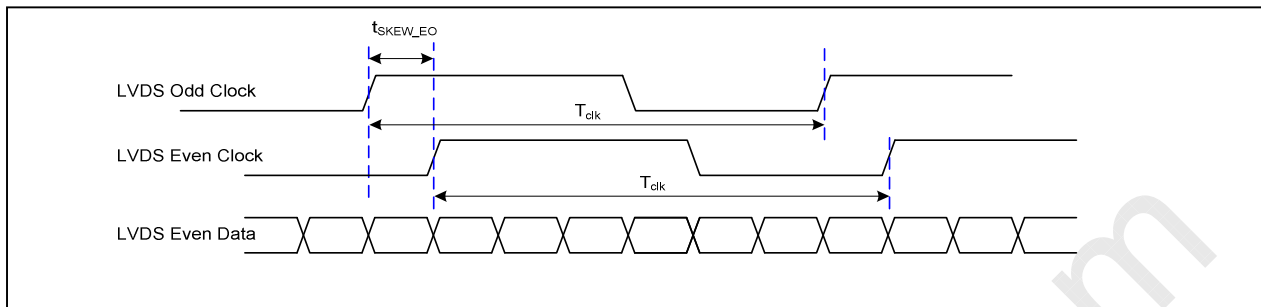 tSKEW_EO
LVDS Odd Clock
Tclk
LVDS Even Clock
Tclk
LVDS Even Data
m